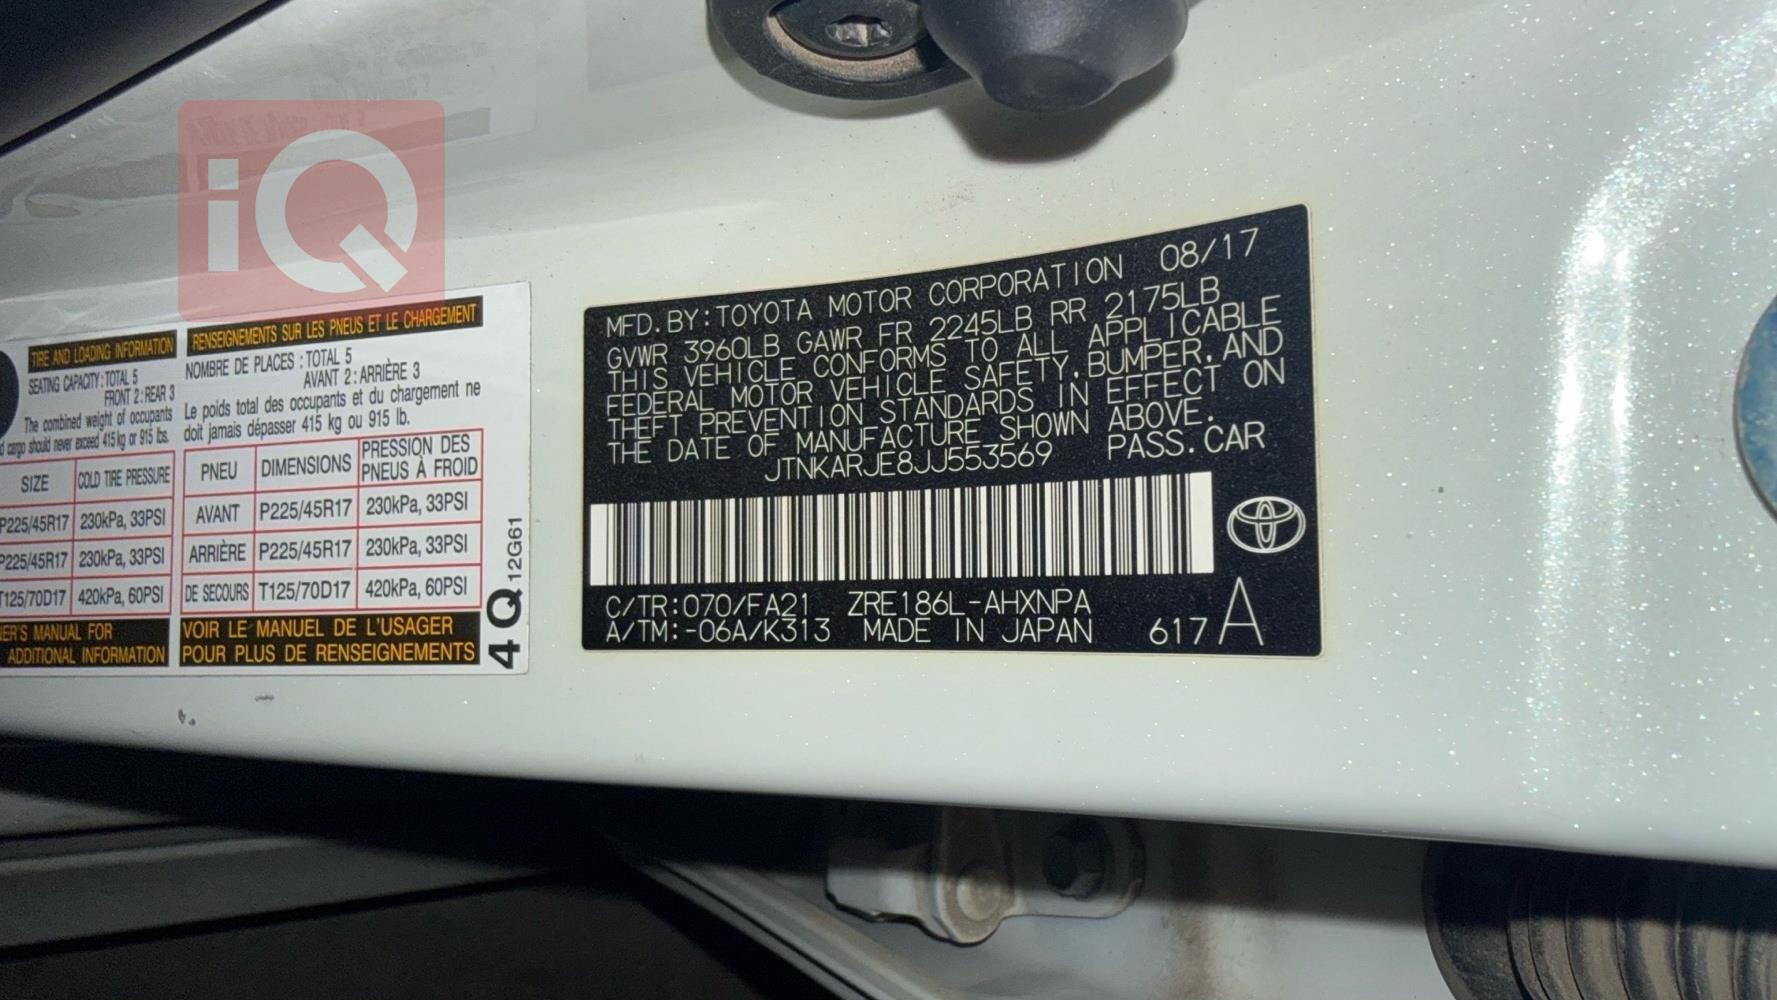 iQ
TIRE AND LOADING INFORMATION
SEATING CAPACITY : TOTAL 5
FRONT 2 : REAR 3
The combined weight of occupants
cargo should never exceed 415 kg or 915 lbs.
SIZE COLD TIRE PRESSURE
P225/45R17 230kPa, 33PSI
P225/45R17 230kPa, 33PSI
T125/70D17 420kPa, 60PSI
MANUAL FOR
ADDITIONAL INFORMATION
RENSEIGNEMENTS SUR LES PNEUS ET LE CHARGEMENT
NOMBRE DE PLACES : TOTAL 5
AVANT 2 : ARRIÈRE 3
Le poids total des occupants et du chargement ne
doit jamais dépasser 415 kg ou 915 lb.
PNEU DIMENSIONS PRESSION DES PNEUS À FROID
AVANT P225/45R17 230kPa, 33PSI
ARRIÈRE P225/45R17 230kPa, 33PSI
DE SECOURS T125/70D17 420kPa, 60PSI
VOIR LE MANUEL DE L'USAGER
POUR PLUS DE RENSEIGNEMENTS
4 Q 12G61
MFD. BY: TOYOTA MOTOR CORPORATION 08/17
GVWR 3960LB GAWR FR 2245LB RR 2175LB
THIS VEHICLE CONFORMS TO ALL APPLICABLE
FEDERAL MOTOR VEHICLE SAFETY, BUMPER, AND
THEFT PREVENTION STANDARDS IN EFFECT ON
THE DATE OF MANUFACTURE SHOWN ABOVE.
JTNKARJE8JJ553569 PASS. CAR
C/TR: 070/FA21 ZRE186L-AHXNPA
A/TM: -06A/K313 MADE IN JAPAN 617 A